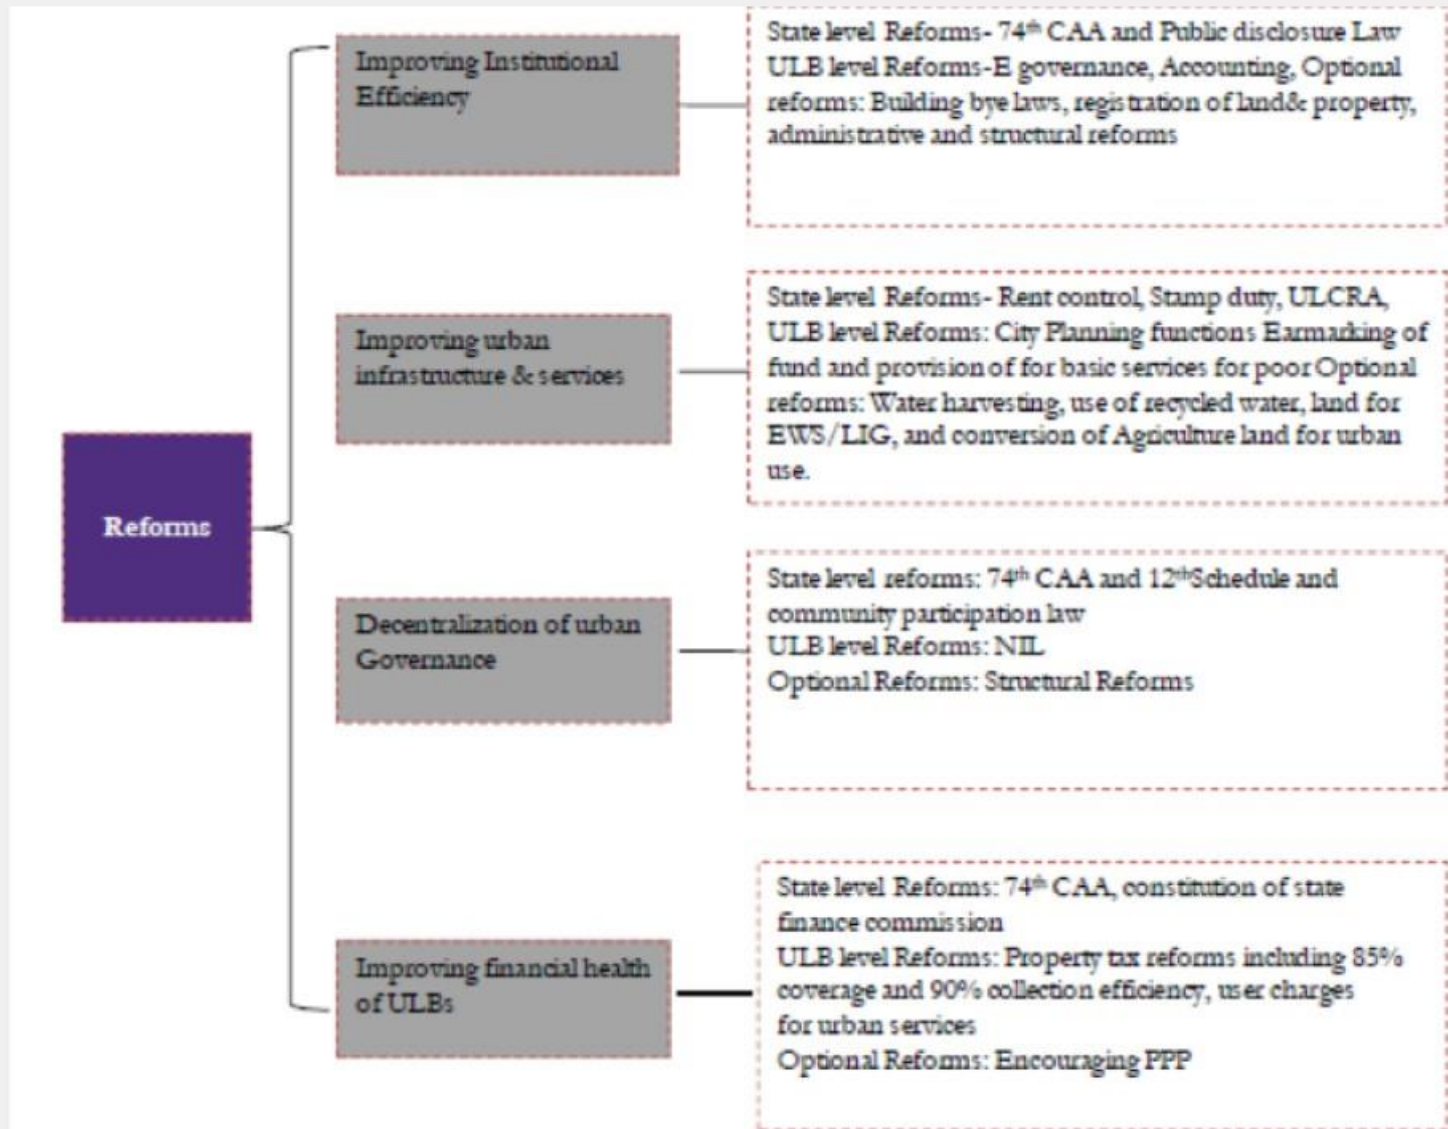 Reforms
Improving Institutional
Efficiency
State level Reforms- 74th CAA and Public disclosure Law
ULB level Reforms-E governance, Accounting, Optional
reforms: Building bye laws, registration of land& property,
administrative and structural reforms
Improving urban
infrastructure & services
State level Reforms- Rent control, Stamp duty, ULCRA,
ULB level Reforms: City Planning functions Earmarking of
fund and provision of for basic services for poor Optional
reforms: Water harvesting, use of recycled water, land for
EWS/LIG, and conversion of Agriculture land for urban
use.
Decentralization of urban
Governance
State level reforms: 74th CAA and 12thSchedule and
community participation law
ULB level Reforms: NIL
Optional Reforms: Structural Reforms
Improving financial health
of ULBs
State level Reforms: 74th CAA, constitution of state
finance commission
ULB level Reforms: Property tax reforms including 85%
coverage and 90% collection efficiency, user charges
for urban services
Optional Reforms: Encouraging PPP